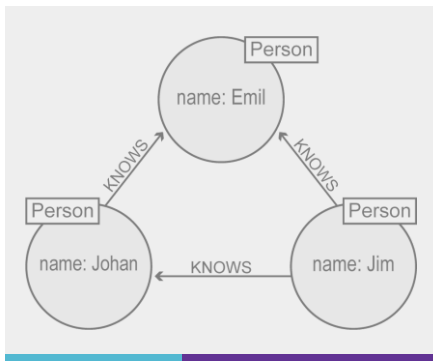 Person
name: Emil
KNOWS
KNOWS
Person
Person
name: Johan
name: Jim
KNOWS